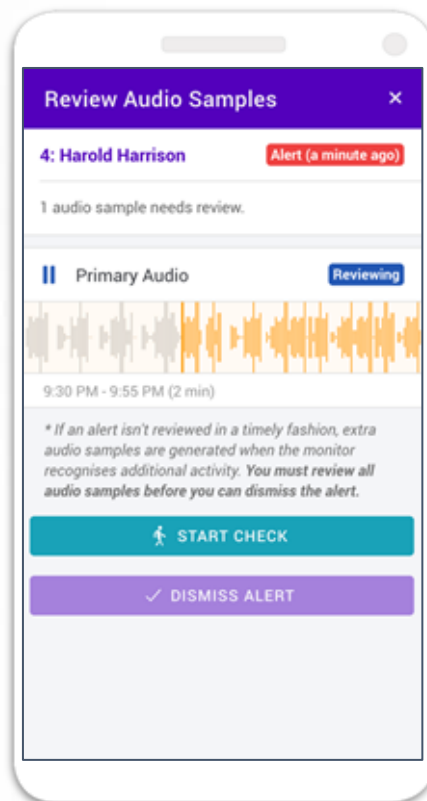 Review Audio Samples ×
4: Harold Harrison Alert (a minute ago)
1 audio sample needs review.
Primary Audio Reviewing
9:30 PM - 9:55 PM (2 min)
* If an alert isn't reviewed in a timely fashion, extra
audio samples are generated when the monitor
recognises additional activity. You must review all
audio samples before you can dismiss the alert.
START CHECK
DISMISS ALERT